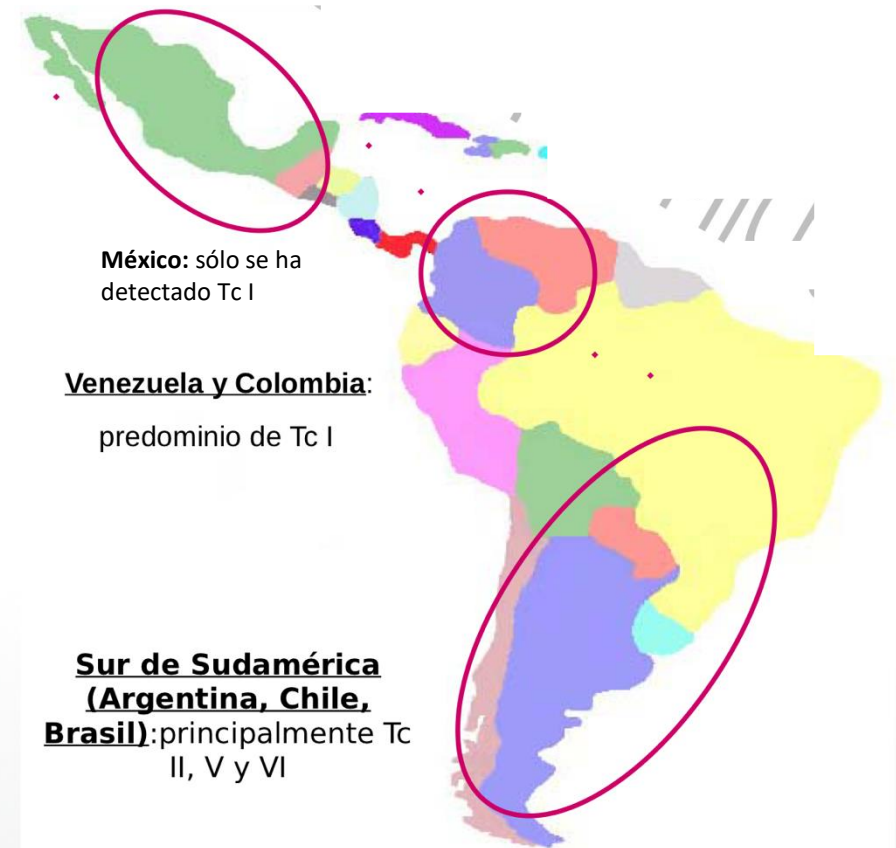 México: sólo se ha
detectado Tc I
Venezuela y Colombia:
predominio de Tc I
Sur de Sudamérica
(Argentina, Chile,
Brasil):principalmente Tc
II, V y VI